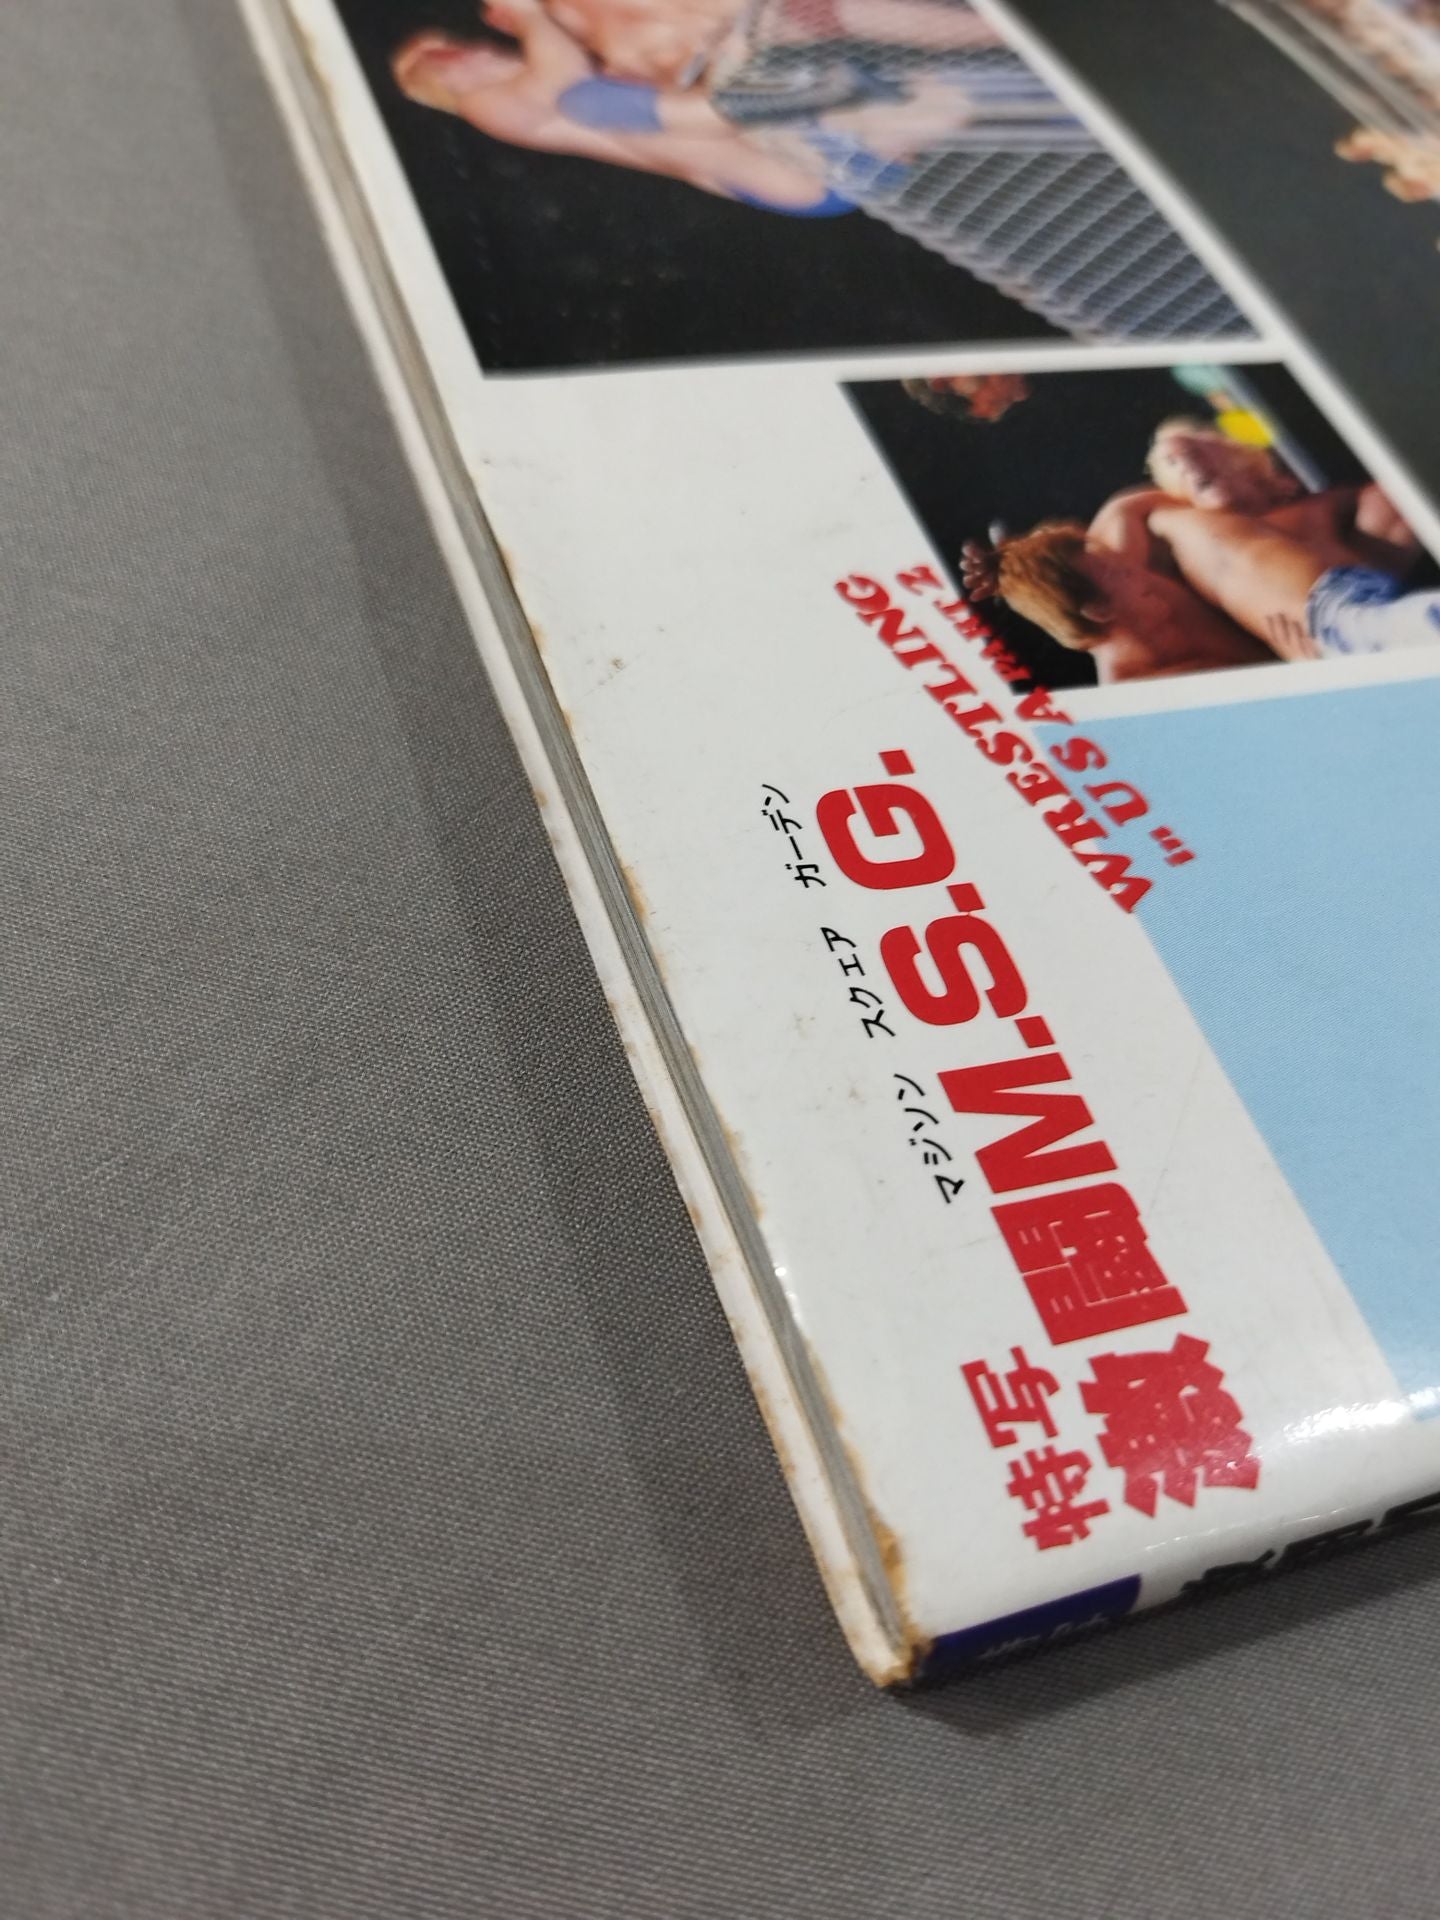 WRESTLING
in U S A PART 2
特写
マジソン スクエア ガーデン
激闘M.S.G.